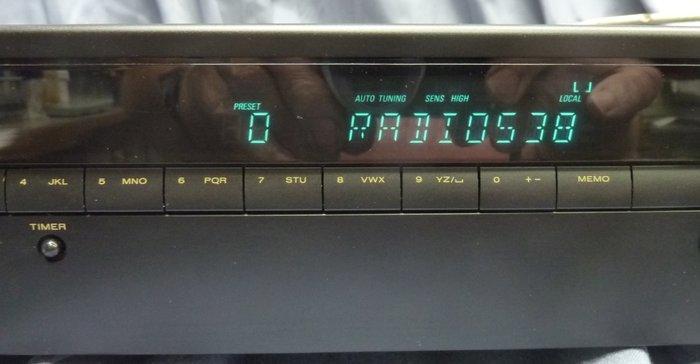 AUTO TUNING SENS HIGH
PRESET LOCAL
0 RADIO538
4 JKL 5 MNO 6 PQR 7 STU 8 VWX 9 YZ/⎵ 0 +− MEMO
TIMER